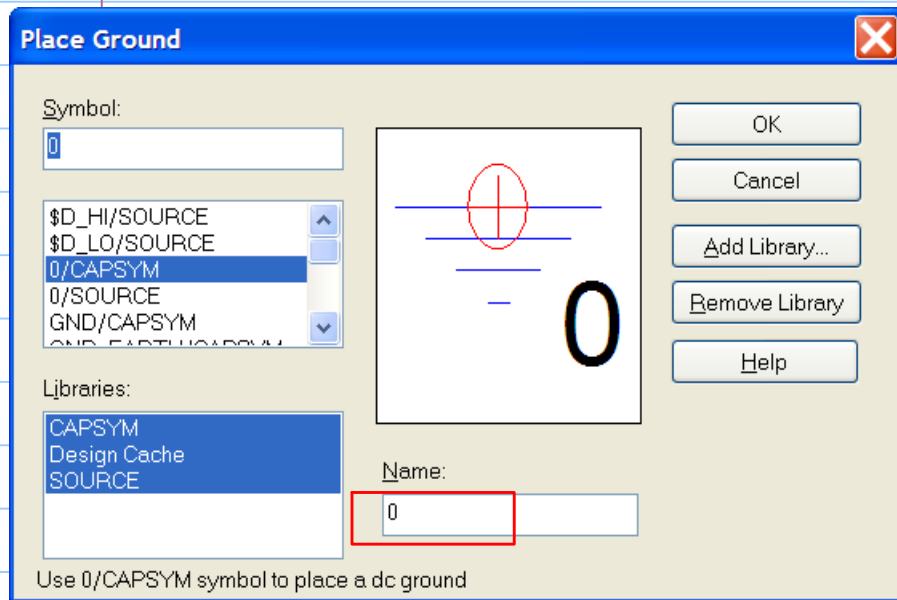 Place Ground
Symbol:
0
$D_HI/SOURCE
$D_LO/SOURCE
0/CAPSYM
0/SOURCE
GND/CAPSYM
Libraries:
CAPSYM
Design Cache
SOURCE
0
Name:
0
OK
Cancel
Add Library...
Remove Library
Help
Use 0/CAPSYM symbol to place a dc ground